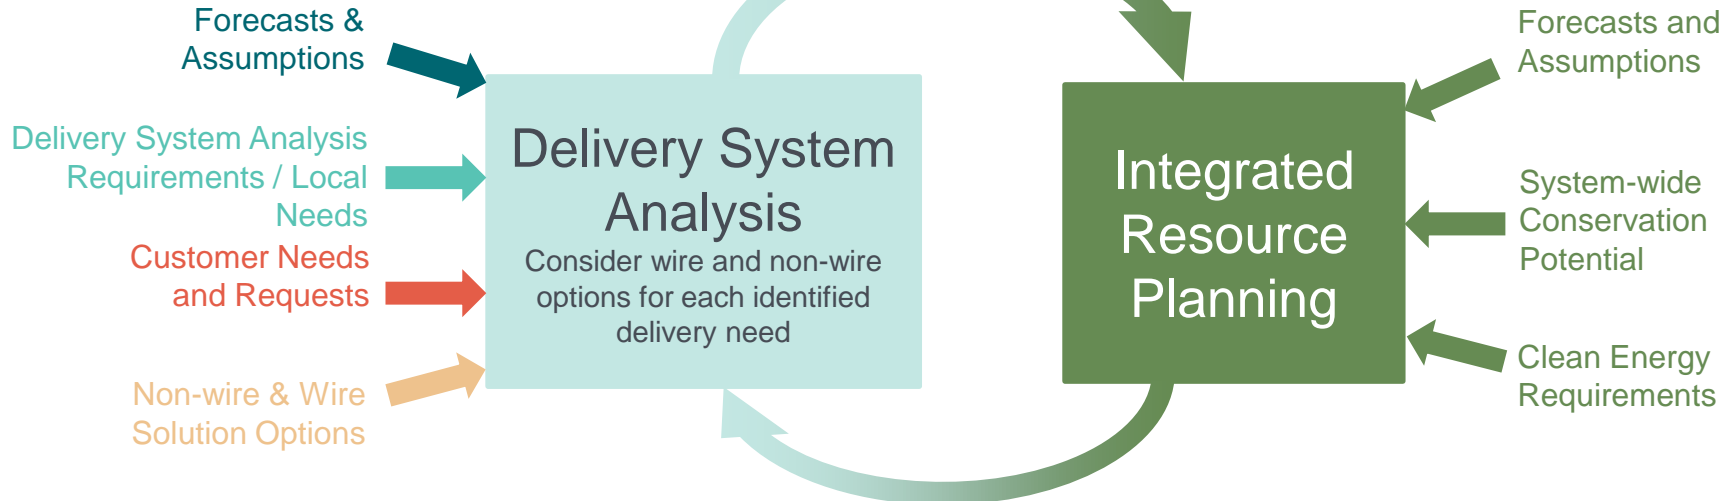 Forecasts &
Assumptions
Delivery System Analysis
Requirements / Local
Needs
Customer Needs
and Requests
Non-wire & Wire
Solution Options
Delivery System
Analysis
Consider wire and non-wire
options for each identified
delivery need
Integrated
Resource
Planning
Forecasts and
Assumptions
System-wide
Conservation
Potential
Clean Energy
Requirements